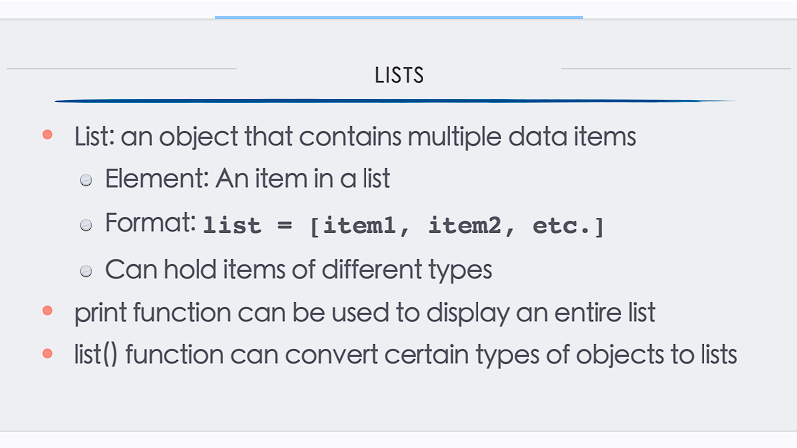 LISTS
• List: an object that contains multiple data items
Element: An item in a list
Format: list = [item1, item2, etc.]
Can hold items of different types
• print function can be used to display an entire list
• list() function can convert certain types of objects to lists